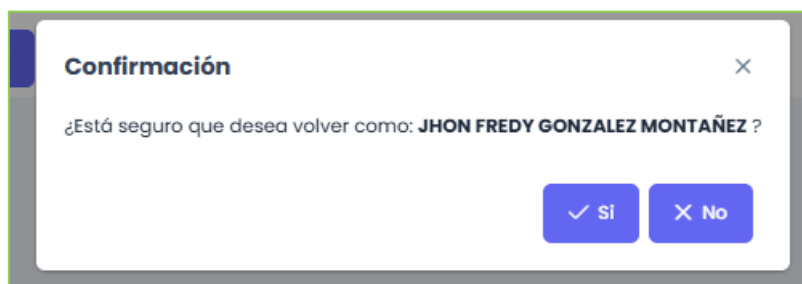 Confirmación
¿Está seguro que desea volver como: JHON FREDY GONZALEZ MONTAÑEZ ?
Si
No